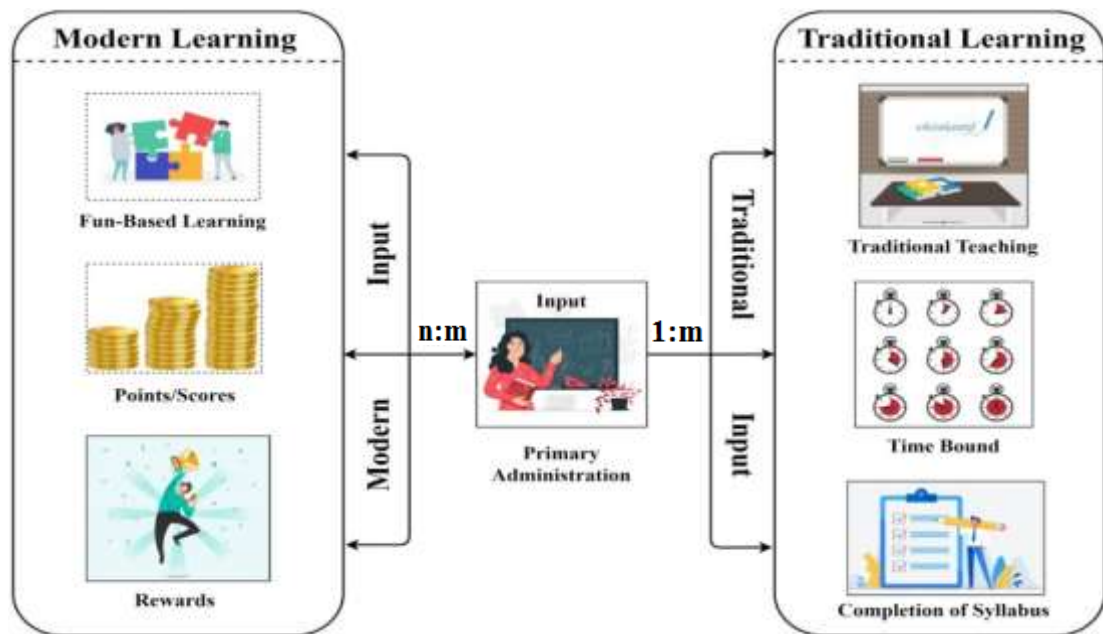 Modern Learning
Fun-Based Learning
Points/Scores
Rewards
Input
Modern
n:m
Input
Primary
Administration
1:m
Traditional
Input
Traditional Learning
Traditional Teaching
Time Bound
Completion of Syllabus